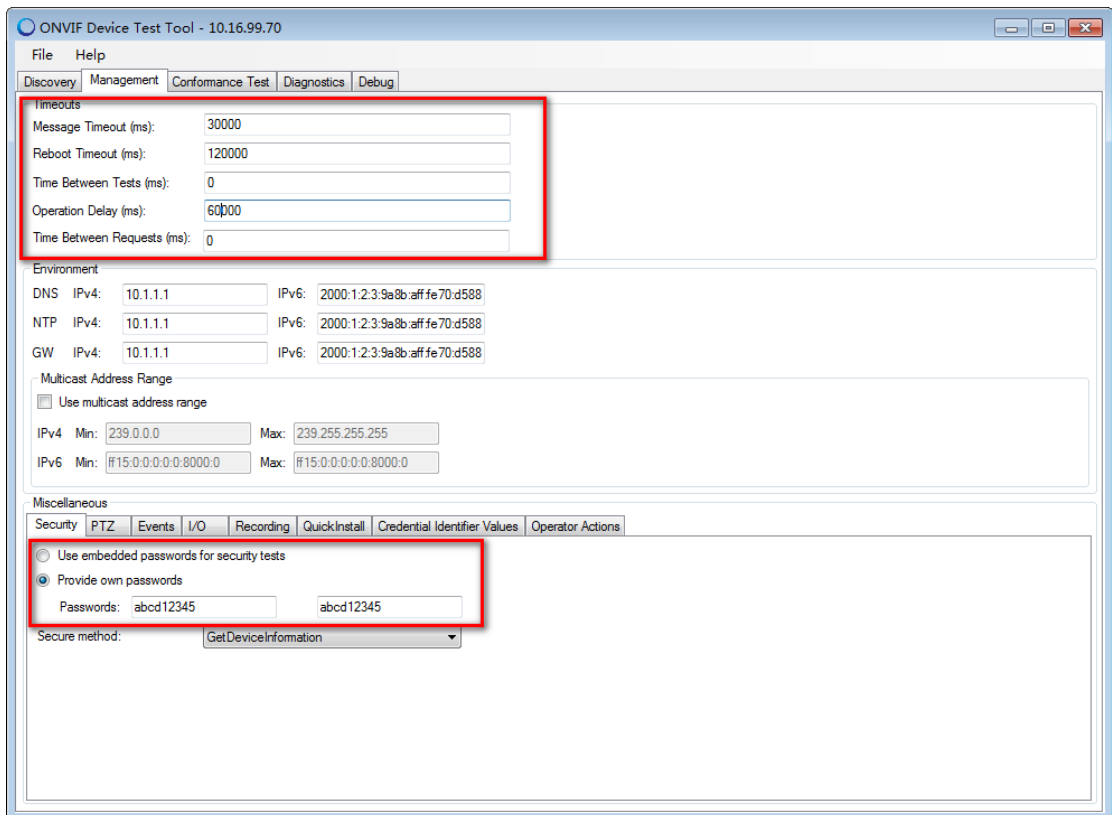 ONVIF Device Test Tool - 10.16.99.70
File Help
Discovery Management Conformance Test Diagnostics Debug
Timeouts
Message Timeout (ms): 30000
Reboot Timeout (ms): 120000
Time Between Tests (ms): 0
Operation Delay (ms): 60000
Time Between Requests (ms): 0
Environment
DNS IPv4: 10.1.1.1 IPv6: 2000:1:2:3:9a8b:aff:fe70:d588
NTP IPv4: 10.1.1.1 IPv6: 2000:1:2:3:9a8b:aff:fe70:d588
GW IPv4: 10.1.1.1 IPv6: 2000:1:2:3:9a8b:aff:fe70:d588
Multicast Address Range
Use multicast address range
IPv4 Min: 239.0.0.0 Max: 239.255.255.255
IPv6 Min: ff15:0:0:0:0:0:8000:0 Max: ff15:0:0:0:0:0:8000:0
Miscellaneous
Security PTZ Events I/O Recording QuickInstall Credential Identifier Values Operator Actions
Use embedded passwords for security tests
Provide own passwords
Passwords: abcd12345 abcd12345
Secure method: GetDeviceInformation